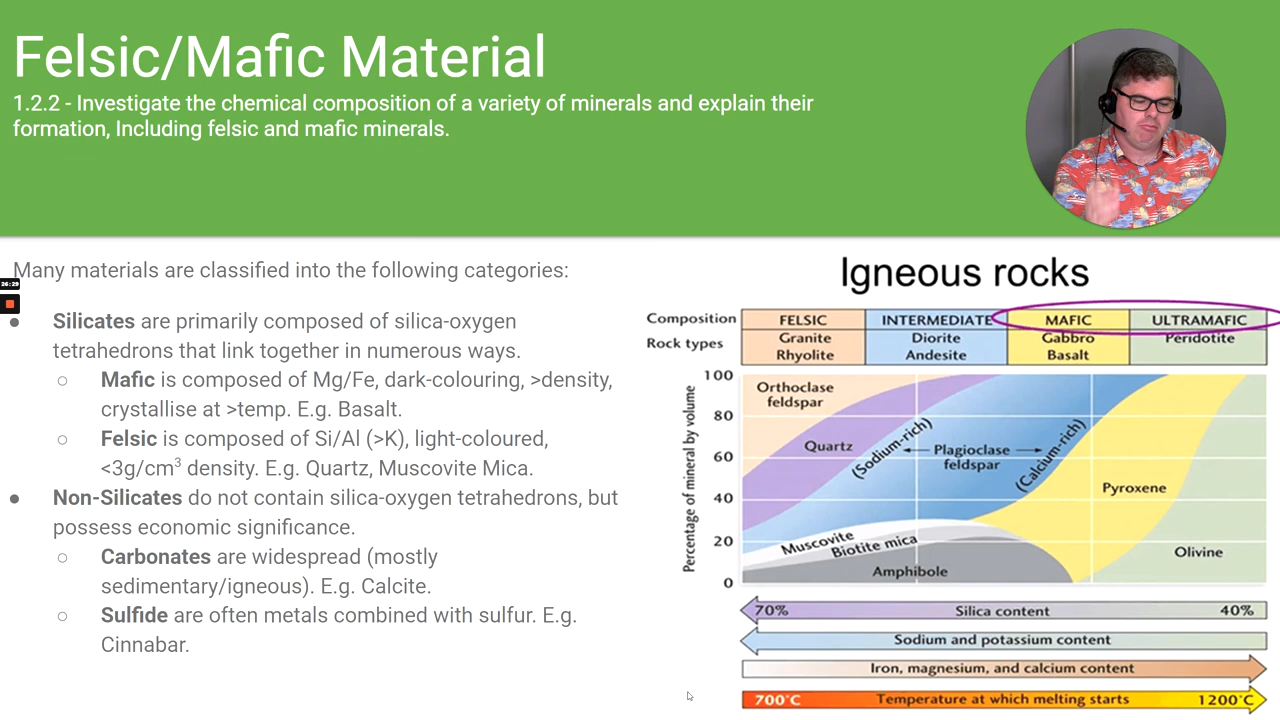 Felsic/Mafic Material
1.2.2 - Investigate the chemical composition of a variety of minerals and explain their
formation, Including felsic and mafic minerals.
Many materials are classified into the following categories:
26:29
● Silicates are primarily composed of silica-oxygen
tetrahedrons that link together in numerous ways.
○ Mafic is composed of Mg/Fe, dark-colouring, >density,
crystallise at >temp. E.g. Basalt.
○ Felsic is composed of Si/Al (>K), light-coloured,
<3g/cm³ density. E.g. Quartz, Muscovite Mica.
● Non-Silicates do not contain silica-oxygen tetrahedrons, but
possess economic significance.
○ Carbonates are widespread (mostly
sedimentary/igneous). E.g. Calcite.
○ Sulfide are often metals combined with sulfur. E.g.
Cinnabar.
Igneous rocks
Composition FELSIC INTERMEDIATE MAFIC ULTRAMAFIC
Rock types Granite Diorite Gabbro Peridotite
Rhyolite Andesite Basalt
Percentage of mineral by volume
100
80
60
40
20
0
Orthoclase
feldspar
Quartz
(Sodium-rich)
Plagioclase
feldspar
(Calcium-rich)
Pyroxene
Muscovite
Biotite mica
Olivine
Amphibole
70% Silica content 40%
Sodium and potassium content
Iron, magnesium, and calcium content
700°C Temperature at which melting starts 1200°C